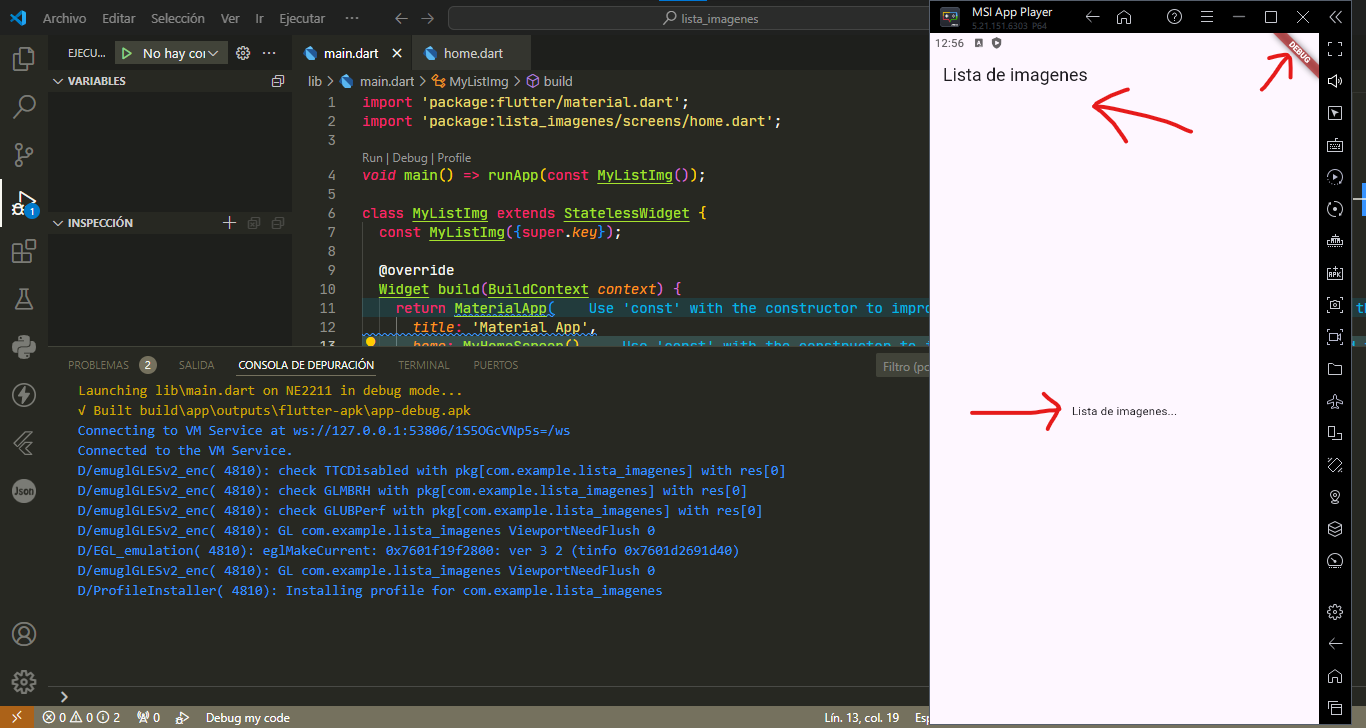 Archivo Editar Selección Ver Ir Ejecutar ··· lista_imagenes
MSI App Player
5.21.151.6303 P64
EJECU... No hay cor ···
main.dart
home.dart
VARIABLES
lib > main.dart > MyListImg > build
1 import 'package:flutter/material.dart';
2 import 'package:lista_imagenes/screens/home.dart';
3
Run | Debug | Profile
4 void main() => runApp(const MyListImg());
5
6 class MyListImg extends StatelessWidget {
7 const MyListImg({super.key});
8
9 @override
10 Widget build(BuildContext context) {
11 return MaterialApp( Use 'const' with the constructor to impro
12 title: 'Material App',
13 home: MyHomeScreen() Use 'const' with the constructor to i
1
INSPECCIÓN
Json
PROBLEMAS 2 SALIDA CONSOLA DE DEPURACIÓN TERMINAL PUERTOS
Filtro (po
Launching lib\main.dart on NE2211 in debug mode...
√ Built build\app\outputs\flutter-apk\app-debug.apk
Connecting to VM Service at ws://127.0.0.1:53806/1S5OGcVNp5s=/ws
Connected to the VM Service.
D/emuglGLESv2_enc( 4810): check TTCDisabled with pkg[com.example.lista_imagenes] with res[0]
D/emuglGLESv2_enc( 4810): check GLMBRH with pkg[com.example.lista_imagenes] with res[0]
D/emuglGLESv2_enc( 4810): check GLUBPerf with pkg[com.example.lista_imagenes] with res[0]
D/emuglGLESv2_enc( 4810): GL com.example.lista_imagenes ViewportNeedFlush 0
D/EGL_emulation( 4810): eglMakeCurrent: 0x7601f19f2800: ver 3 2 (tinfo 0x7601d2691d40)
D/emuglGLESv2_enc( 4810): GL com.example.lista_imagenes ViewportNeedFlush 0
D/ProfileInstaller( 4810): Installing profile for com.example.lista_imagenes
0 0 2 0 Debug my code
Lín. 13, col. 19 Esp
12:56 A
DEBUG
Lista de imagenes
Lista de imagenes...
APK